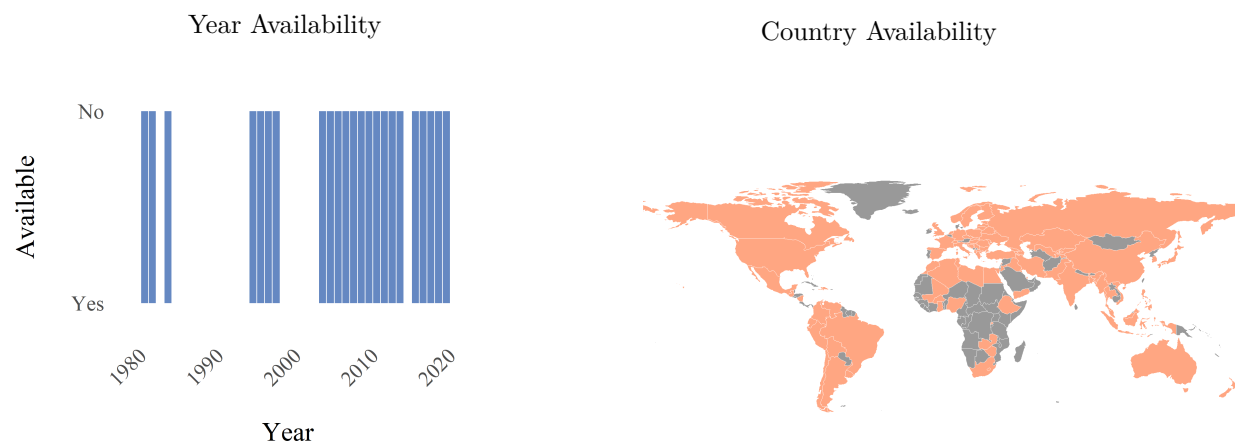 Year Availability
Country Availability
No
Available
Yes
1980
1990
2000
2010
2020
Year